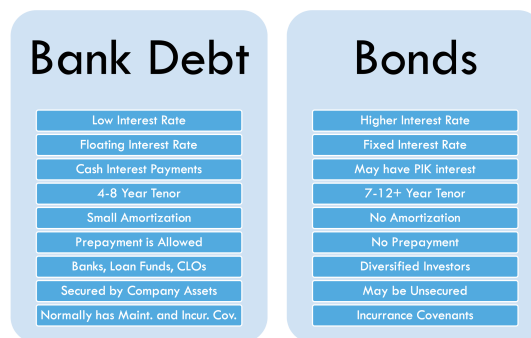 Bank Debt
Low Interest Rate
Floating Interest Rate
Cash Interest Payments
4-8 Year Tenor
Small Amortization
Prepayment is Allowed
Banks, Loan Funds, CLOs
Secured by Company Assets
Normally has Maint. and Incur. Cov.
Bonds
Higher Interest Rate
Fixed Interest Rate
May have PIK interest
7-12+ Year Tenor
No Amortization
No Prepayment
Diversified Investors
May be Unsecured
Incurrance Covenants